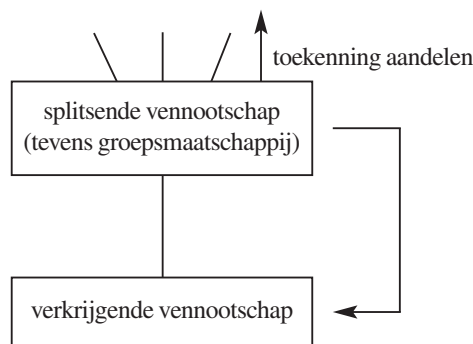 toekenning aandelen
splitsende vennootschap
(tevens groepsmaatschappij)
verkrijgende vennootschap